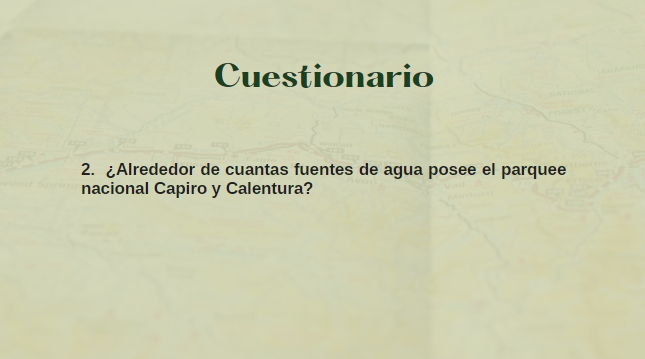 Cuestionario
2. ¿Alrededor de cuantas fuentes de agua posee el parquee
nacional Capiro y Calentura?